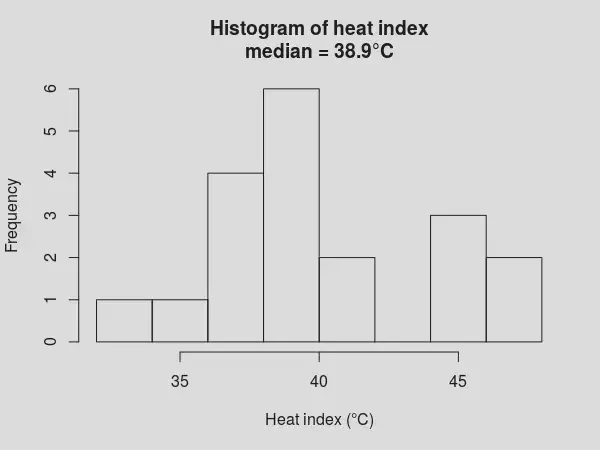 Histogram of heat index
median = 38.9°C
6
5
4
3
2
1
0
Frequency
35 40 45
Heat index (°C)